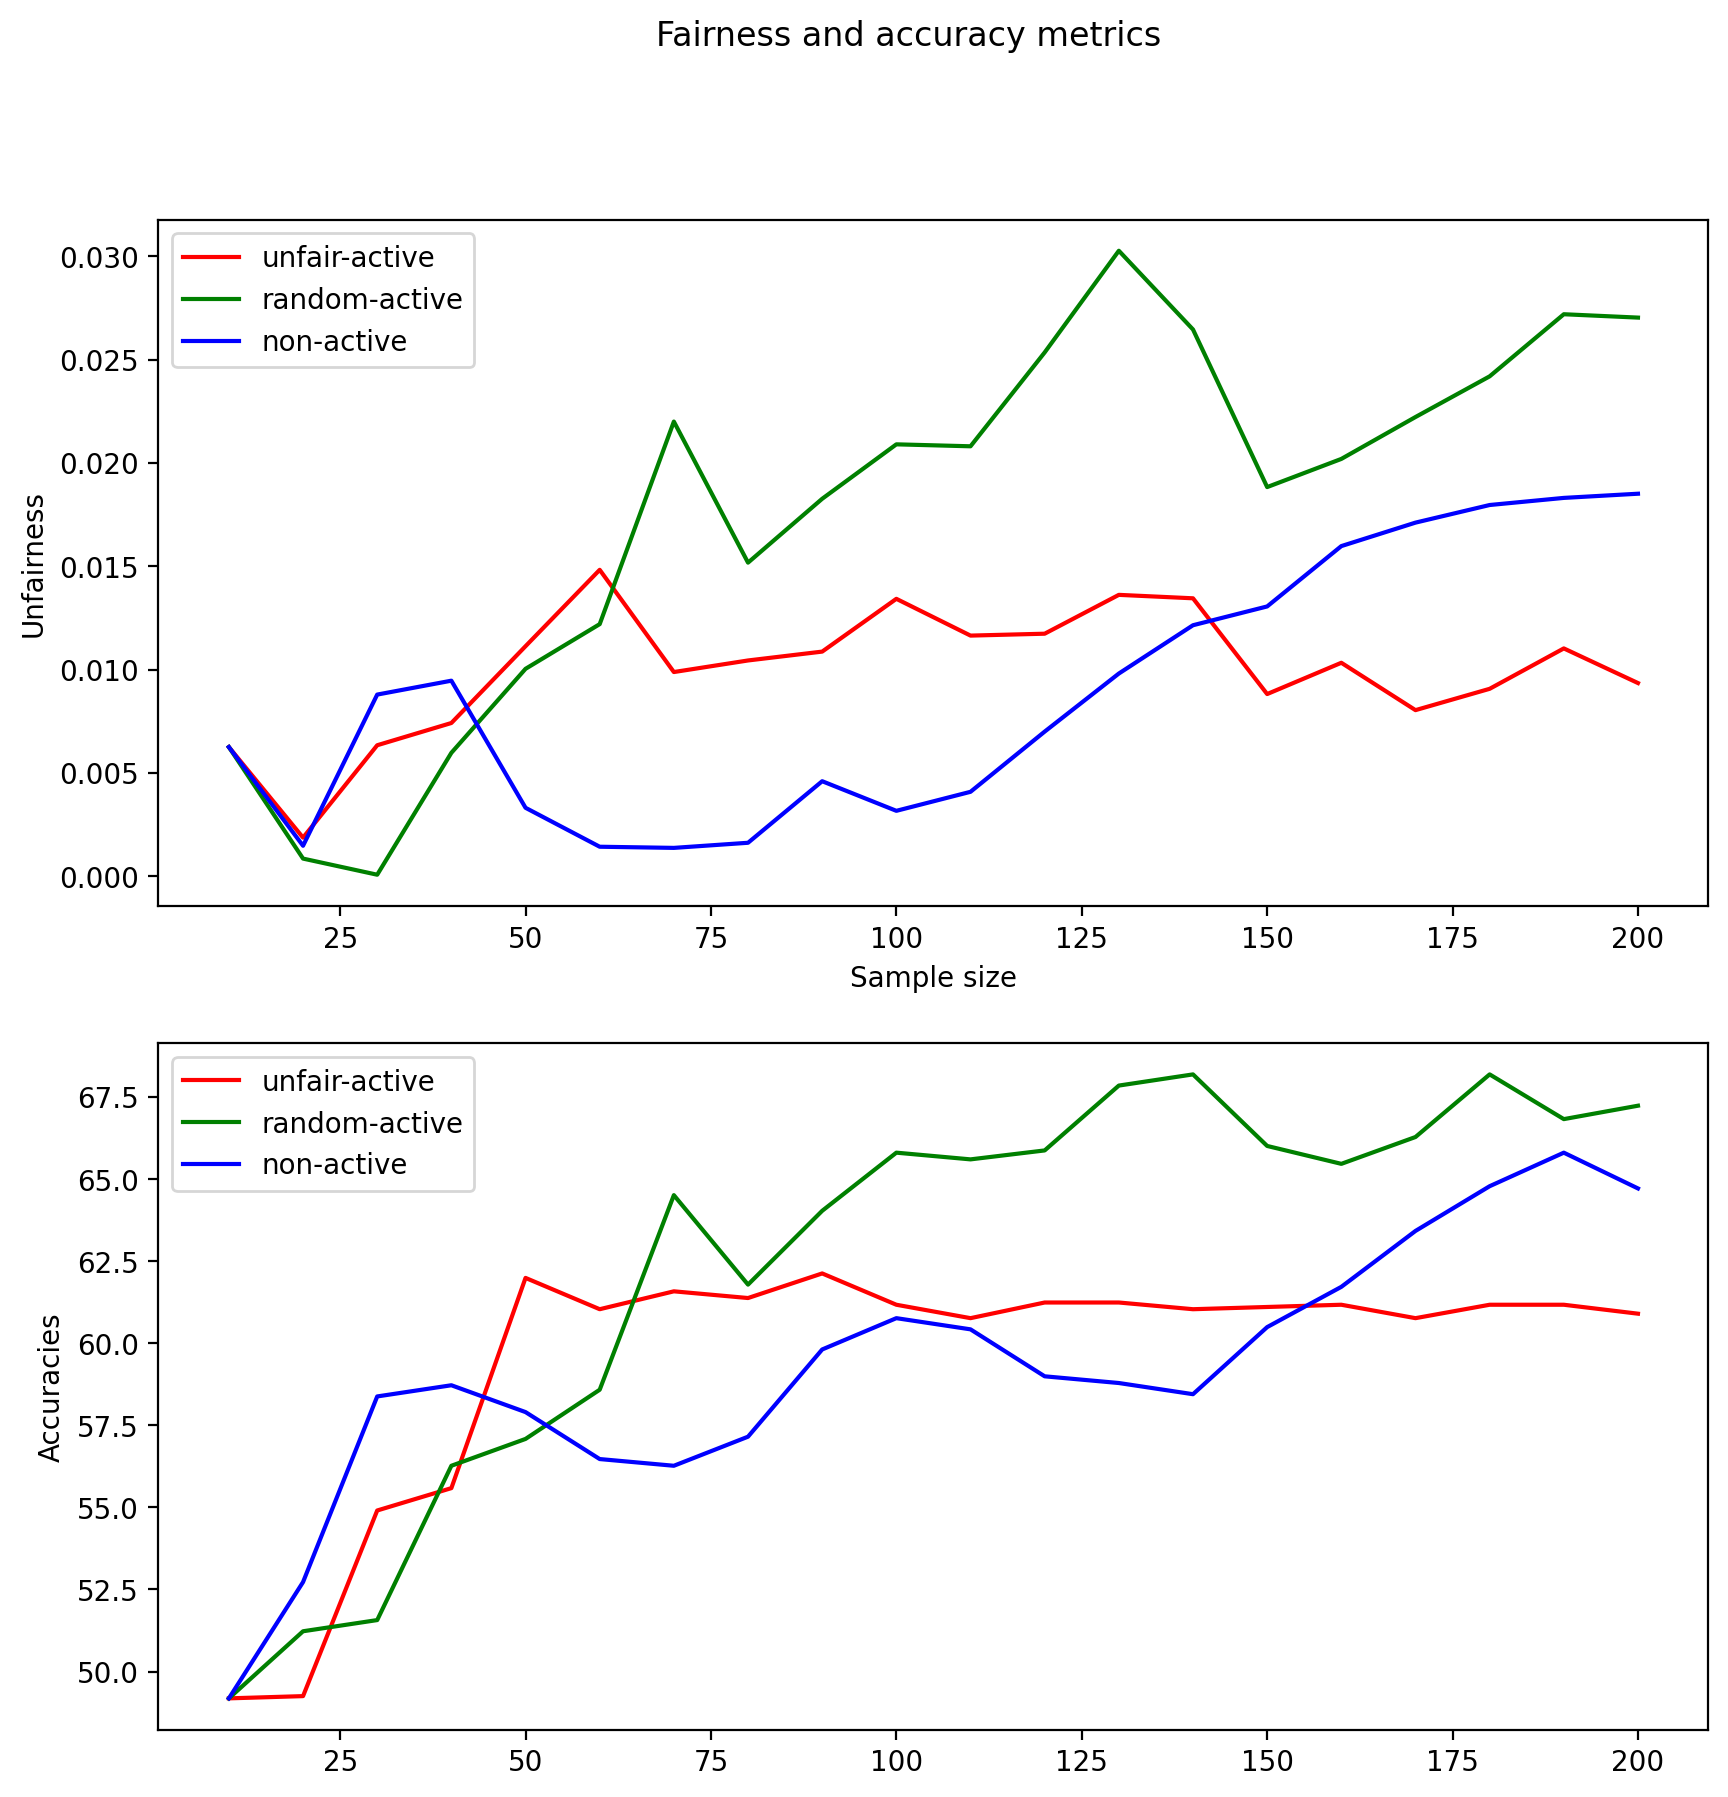 Fairness and accuracy metrics
unfair-active
random-active
non-active
0.030
0.025
0.020
0.015
0.010
0.005
0.000
Unfairness
25 50 75 100 125 150 175 200
Sample size
unfair-active
random-active
non-active
67.5
65.0
62.5
60.0
57.5
55.0
52.5
50.0
Accuracies
25 50 75 100 125 150 175 200